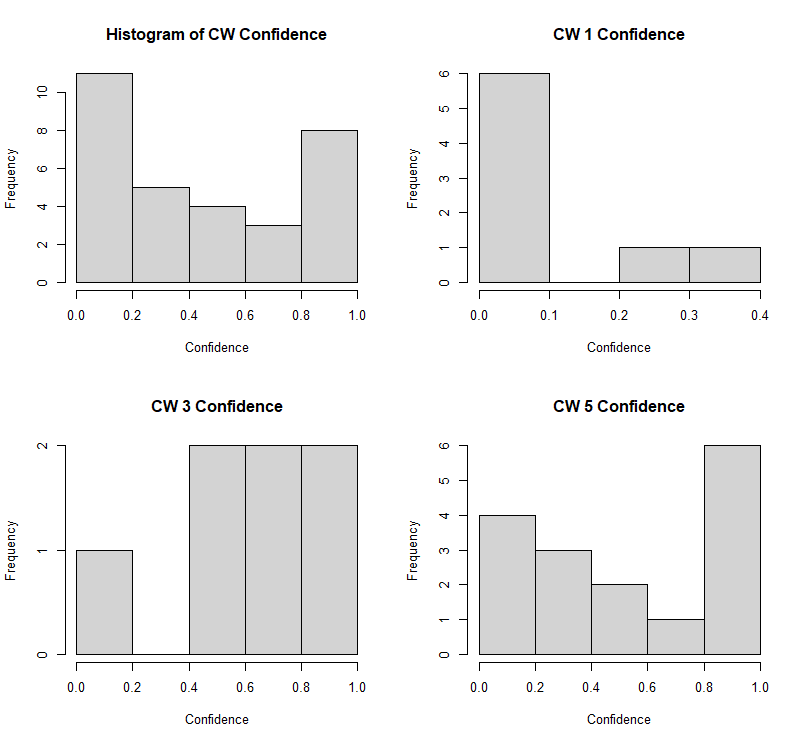 Histogram of CW Confidence
Frequency
0 2 4 6 8 10
0.0 0.2 0.4 0.6 0.8 1.0
Confidence
CW 1 Confidence
Frequency
0 1 2 3 4 5 6
0.0 0.1 0.2 0.3 0.4
Confidence
CW 3 Confidence
Frequency
0 1 2
0.0 0.2 0.4 0.6 0.8 1.0
Confidence
CW 5 Confidence
Frequency
0 1 2 3 4 5 6
0.0 0.2 0.4 0.6 0.8 1.0
Confidence